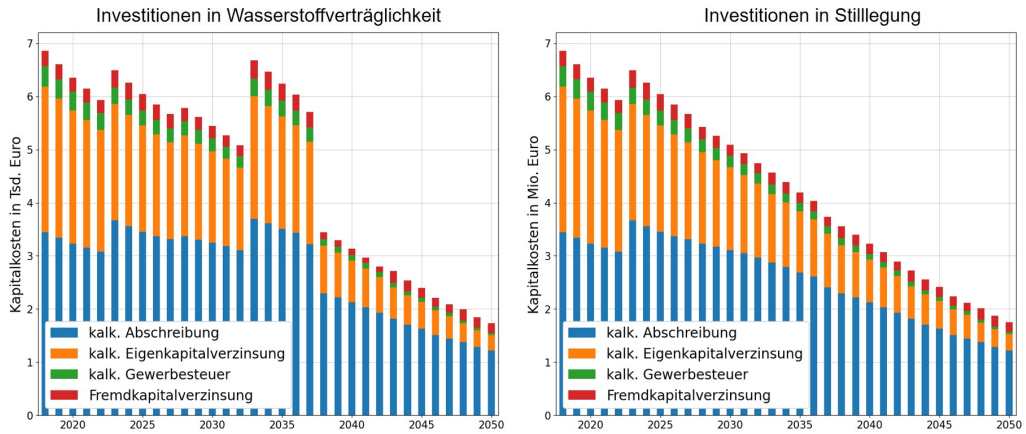 Investitionen in Wasserstoffverträglichkeit
Kapitalkosten in Tsd. Euro
7
6
5
4
3
2
1
0
kalk. Abschreibung
kalk. Eigenkapitalverzinsung
kalk. Gewerbesteuer
Fremdkapitalverzinsung
2020 2025 2030 2035 2040 2045 2050
Investitionen in Stilllegung
Kapitalkosten in Mio. Euro
7
6
5
4
3
2
1
0
kalk. Abschreibung
kalk. Eigenkapitalverzinsung
kalk. Gewerbesteuer
Fremdkapitalverzinsung
2020 2025 2030 2035 2040 2045 2050